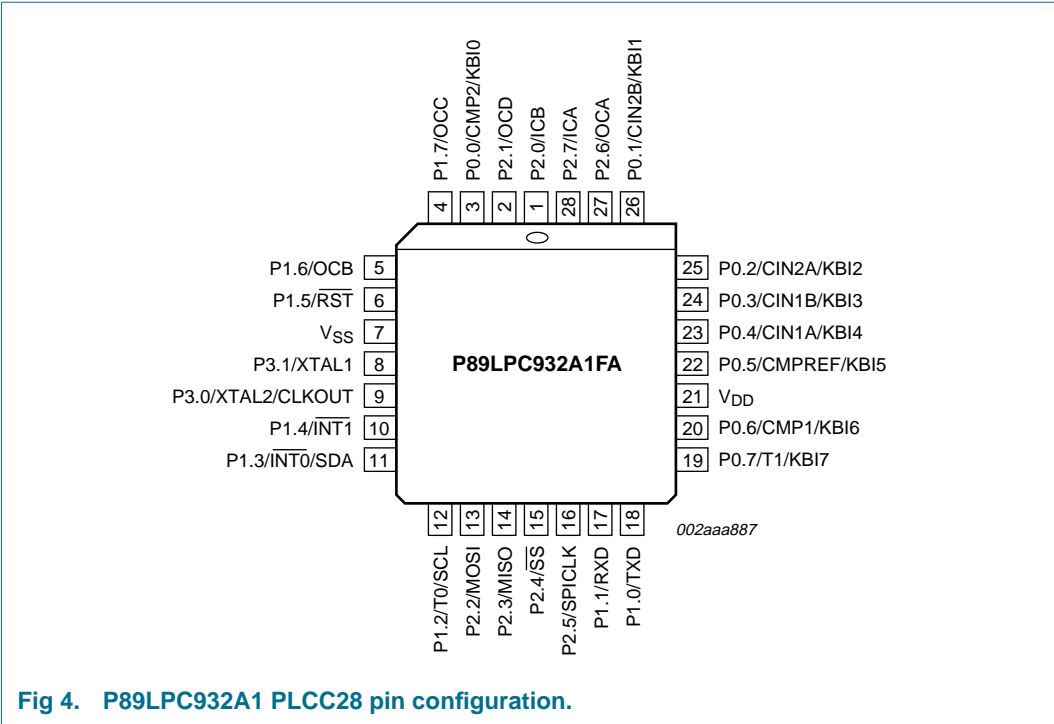 P1.7/OCC
P0.0/CMP2/KBI0
P2.1/OCD
P2.0/ICB
P2.7/ICA
P2.6/OCA
P0.1/CIN2B/KBI1
4
3
2
1
28
27
26
P1.6/OCB 5
P1.5/R̅S̅T̅ 6
VSS 7
P3.1/XTAL1 8
P3.0/XTAL2/CLKOUT 9
P1.4/I̅N̅T̅1̅ 10
P1.3/I̅N̅T̅0̅/SDA 11
P89LPC932A1FA
25 P0.2/CIN2A/KBI2
24 P0.3/CIN1B/KBI3
23 P0.4/CIN1A/KBI4
22 P0.5/CMPREF/KBI5
21 VDD
20 P0.6/CMP1/KBI6
19 P0.7/T1/KBI7
12
13
14
15
16
17
18
P1.2/T0/SCL
P2.2/MOSI
P2.3/MISO
P2.4/S̅S̅
P2.5/SPICLK
P1.1/RXD
P1.0/TXD
002aaa887
Fig 4. P89LPC932A1 PLCC28 pin configuration.